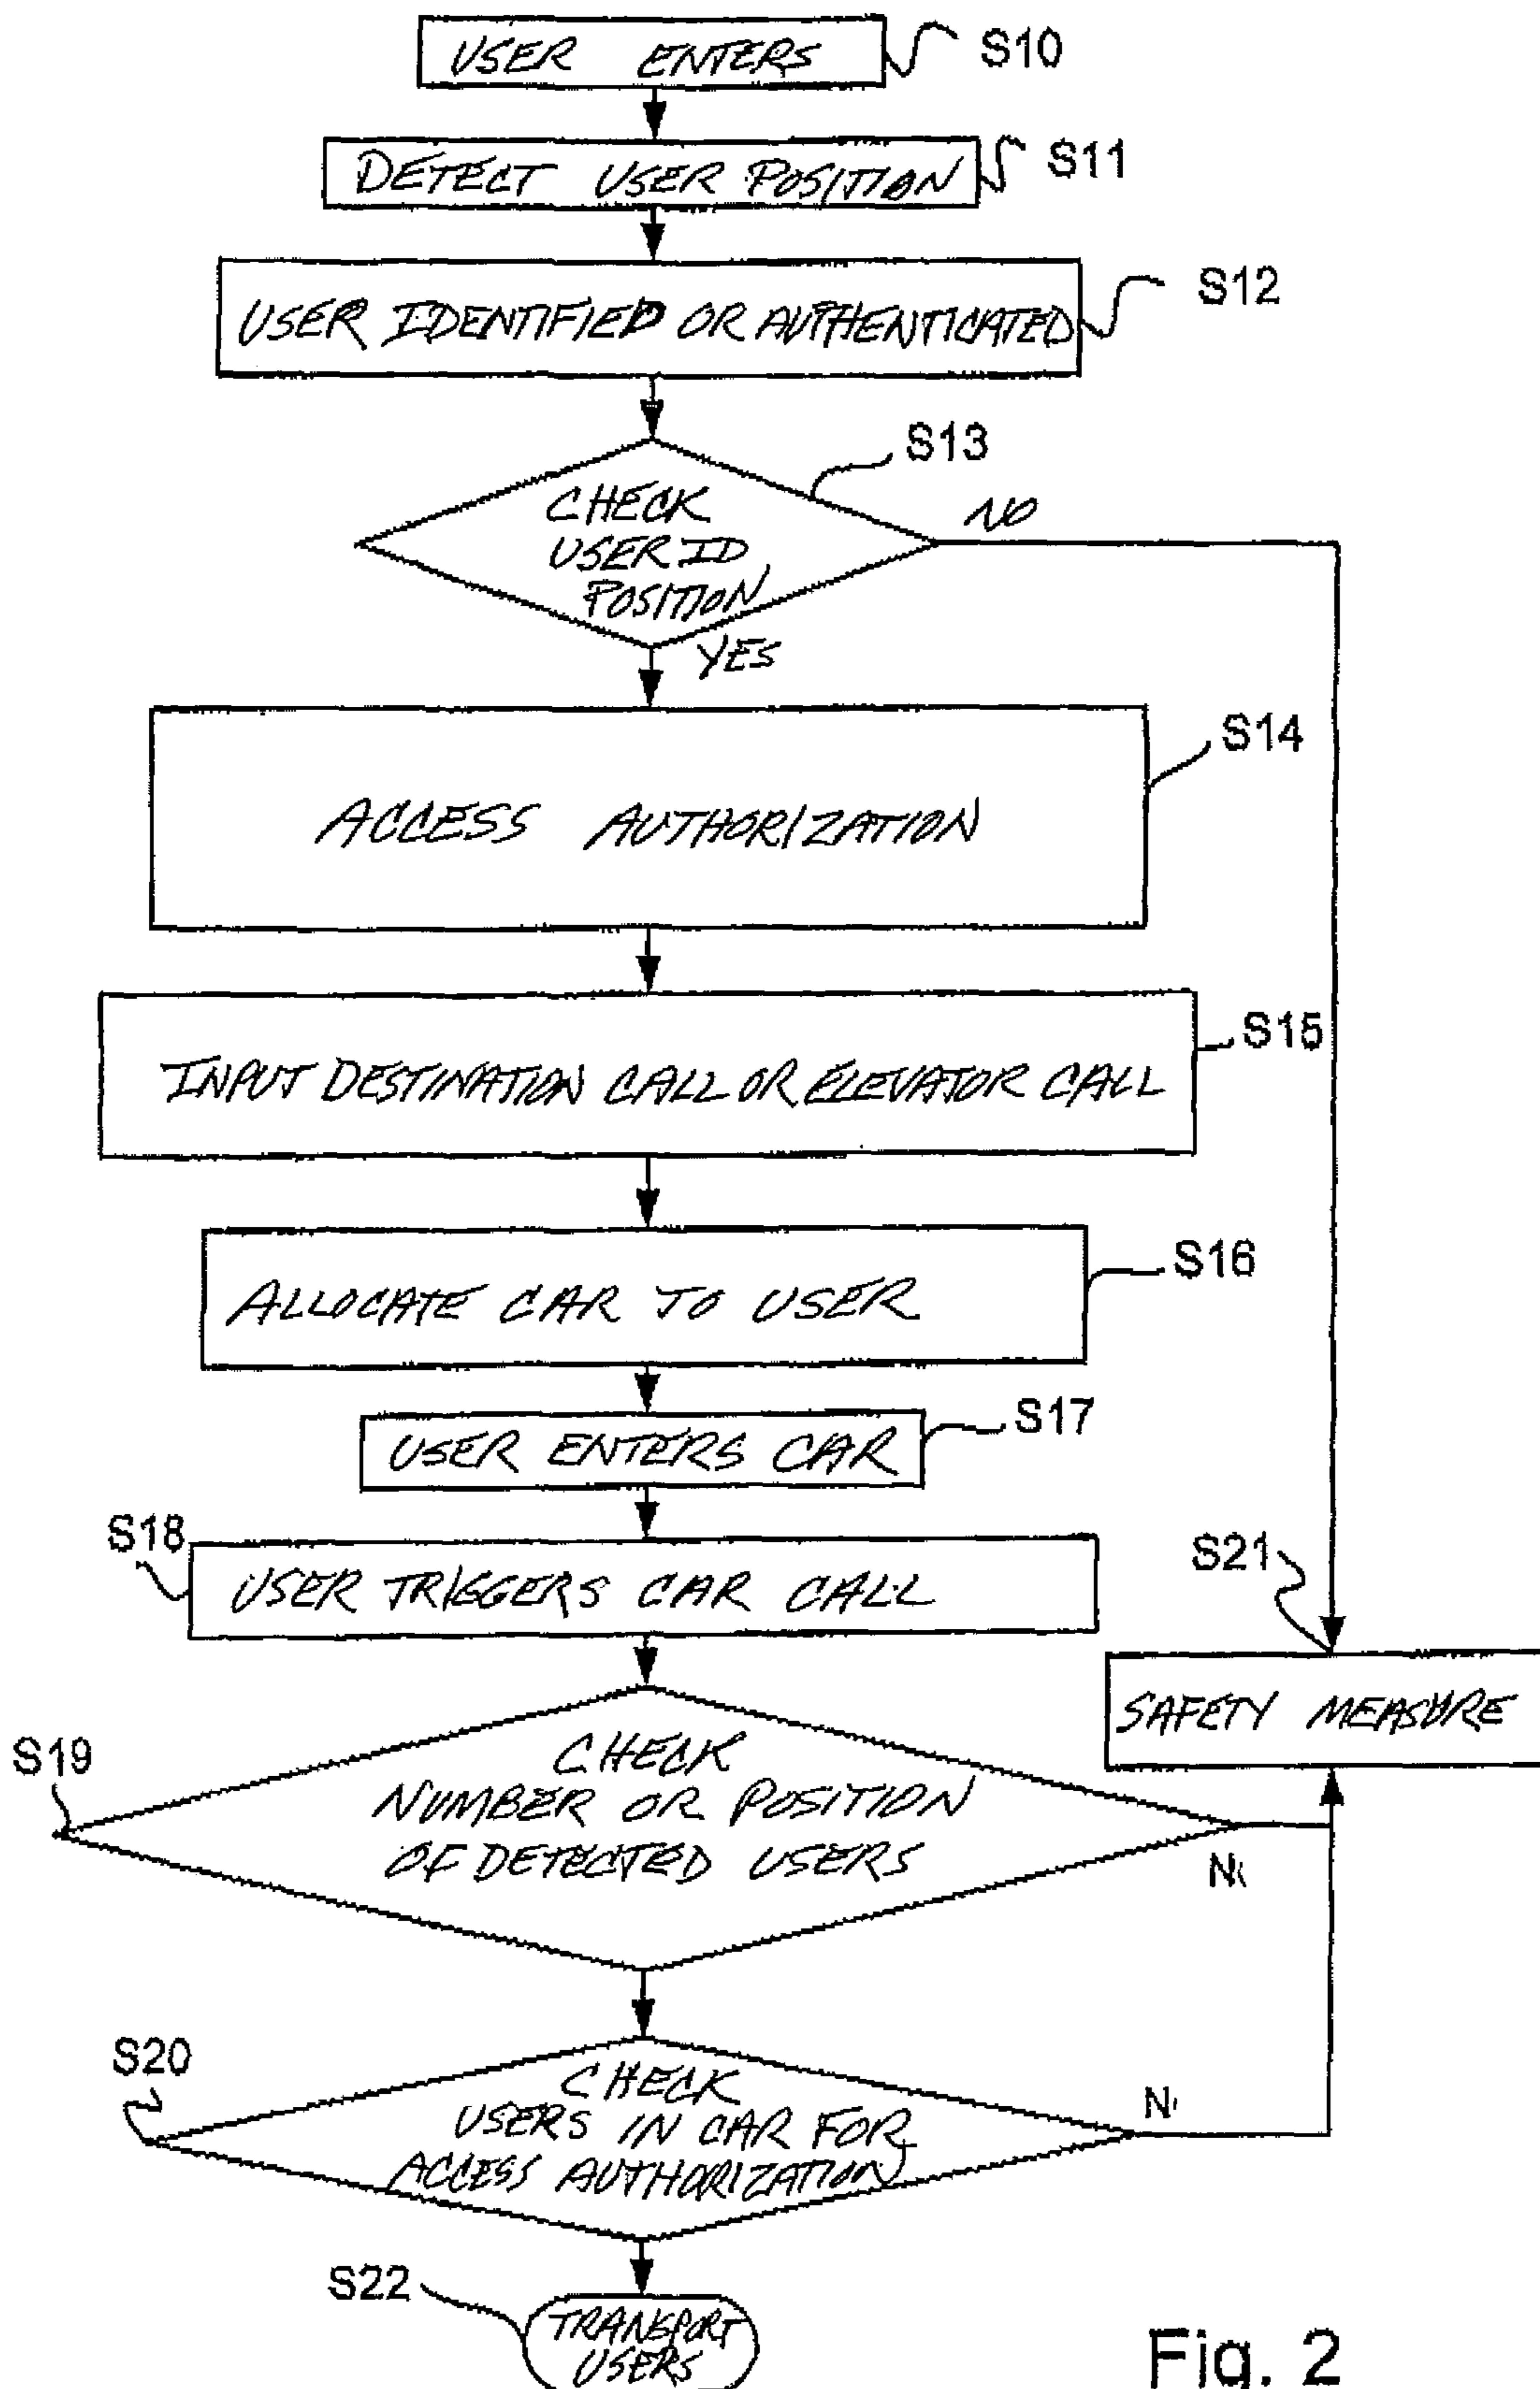 USER ENTERS
S10
DETECT USER POSITION
S11
USER IDENTIFIED OR AUTHENTICATED
S12
S13
CHECK
USER ID
POSITION
NO
YES
S14
ACCESS AUTHORIZATION
S15
INPUT DESTINATION CALL OR ELEVATOR CALL
S16
ALLOCATE CAR TO USER
S17
USER ENTERS CAR
S18
USER TRIGGERS CAR CALL
S21
SAFETY MEASURE
S19
CHECK
NUMBER OR POSITION
OF DETECTED USERS
N
S20
CHECK
USERS IN CAR FOR
ACCESS AUTHORIZATION
N
S22
TRANSPORT
USERS
Fig. 2